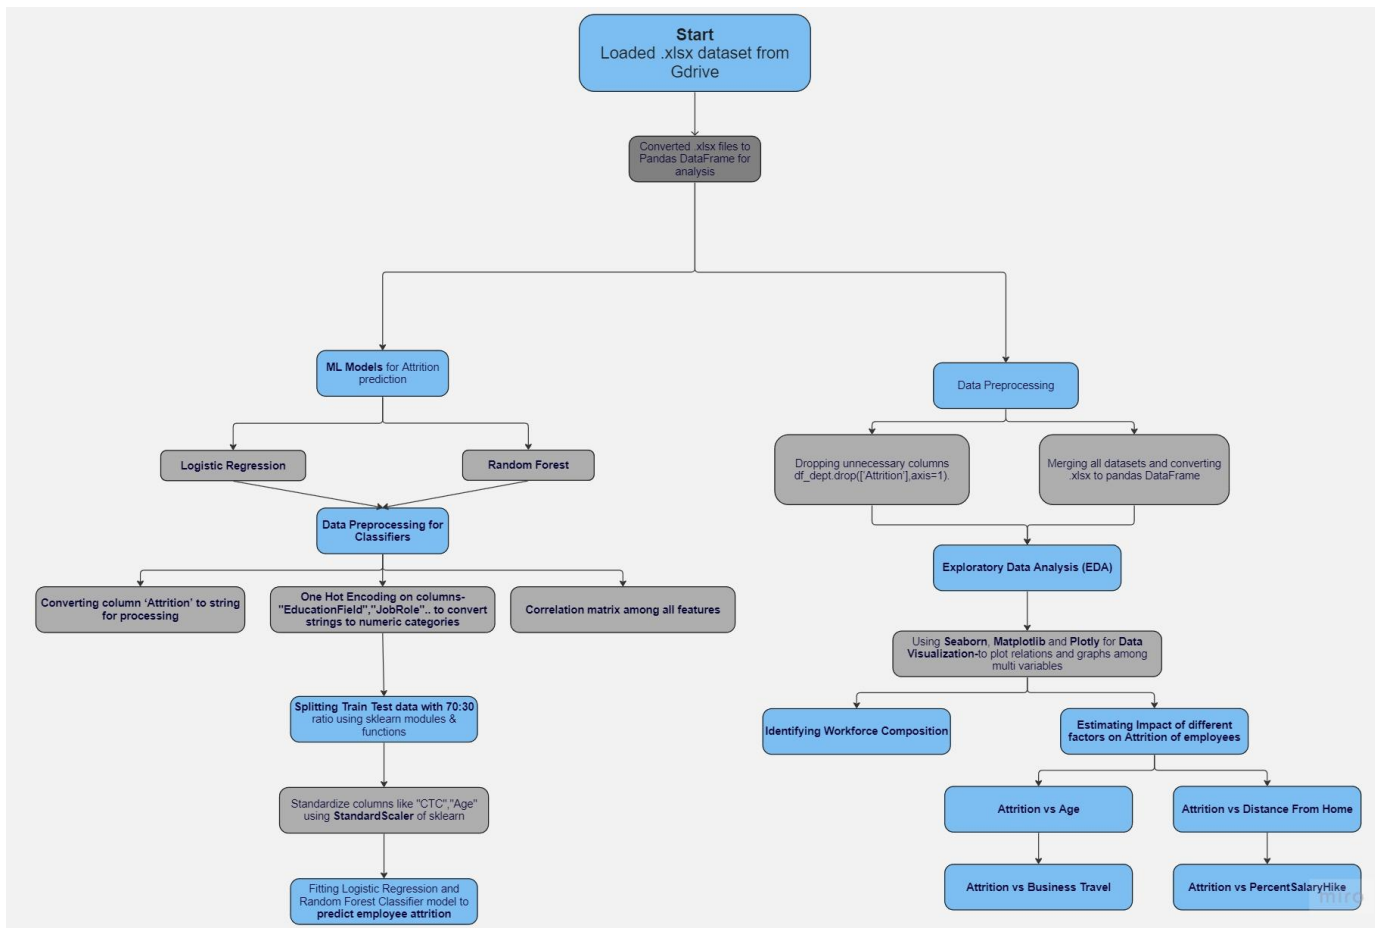 Start
Loaded .xlsx dataset from
Gdrive
Converted .xlsx files to
Pandas DataFrame for
analysis
ML Models for Attrition
prediction
Logistic Regression
Random Forest
Data Preprocessing for
Classifiers
Converting column ‘Attrition’ to string
for processing
One Hot Encoding on columns-
"EducationField","JobRole".. to convert
strings to numeric categories
Correlation matrix among all features
Splitting Train Test data with 70:30
ratio using sklearn modules &
functions
Standardize columns like "CTC","Age"
using StandardScaler of sklearn
Fitting Logistic Regression and
Random Forest Classifier model to
predict employee attrition
Data Preprocessing
Dropping unnecessary columns
df_dept.drop(['Attrition'],axis=1).
Merging all datasets and converting
.xlsx to pandas DataFrame
Exploratory Data Analysis (EDA)
Using Seaborn, Matplotlib and Plotly for Data
Visualization-to plot relations and graphs among
multi variables
Identifying Workforce Composition
Estimating Impact of different
factors on Attrition of employees
Attrition vs Age
Attrition vs Distance From Home
Attrition vs Business Travel
Attrition vs PercentSalaryHike
miro